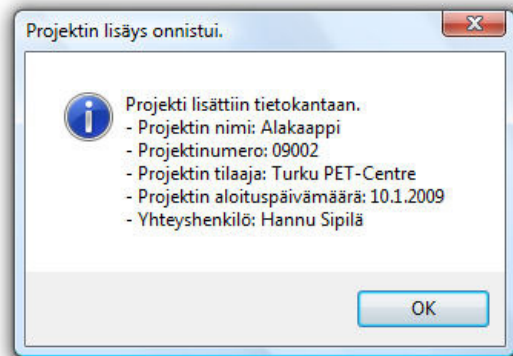 Projektin lisäys onnistui.
Projekti lisättiin tietokantaan.
- Projektin nimi: Alakaappi
- Projektinumero: 09002
- Projektin tilaaja: Turku PET-Centre
- Projektin aloituspäivämäärä: 10.1.2009
- Yhteyshenkilö: Hannu Sipilä
OK